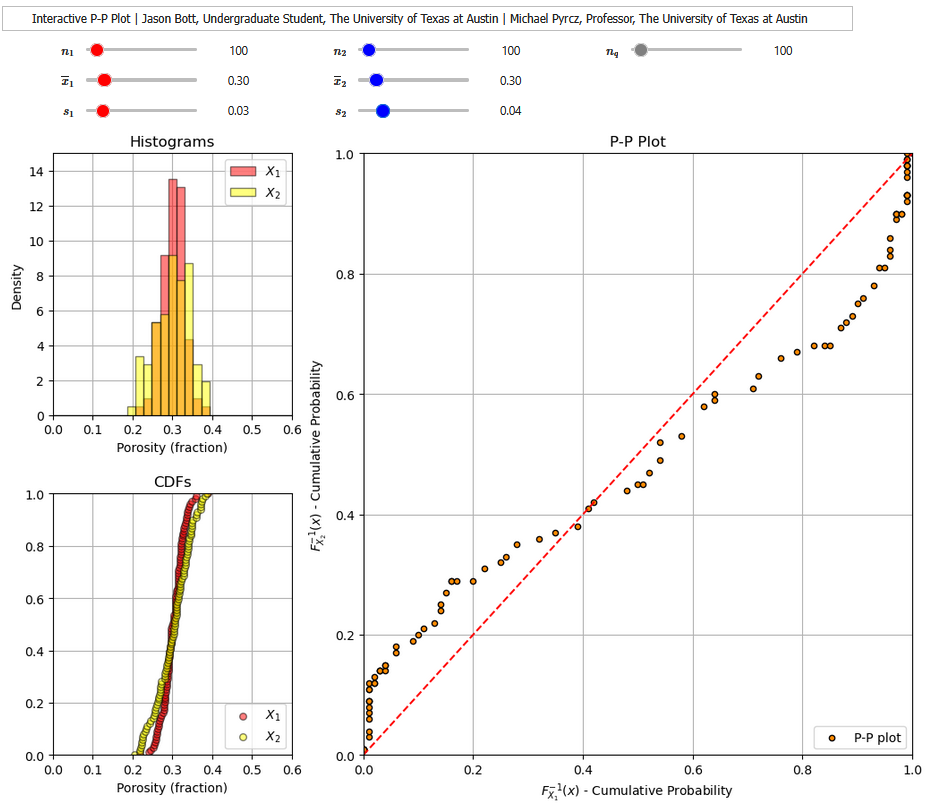 Interactive P-P Plot | Jason Bott, Undergraduate Student, The University of Texas at Austin | Michael Pyrcz, Professor, The University of Texas at Austin
n₁ 100 n₂ 100 n_q 100
x̅₁ 0.30 x̅₂ 0.30
s₁ 0.03 s₂ 0.04
Histograms
X₁
X₂
14
12
10
8
6
4
2
0
Density
0.0 0.1 0.2 0.3 0.4 0.5 0.6
Porosity (fraction)
CDFs
1.0
0.8
0.6
0.4
0.2
0.0
X₁
X₂
0.0 0.1 0.2 0.3 0.4 0.5 0.6
Porosity (fraction)
P-P Plot
1.0
0.8
0.6
0.4
0.2
0.0
F⁻¹_X₂(x) - Cumulative Probability
P-P plot
0.0 0.2 0.4 0.6 0.8 1.0
F⁻¹_X₁(x) - Cumulative Probability